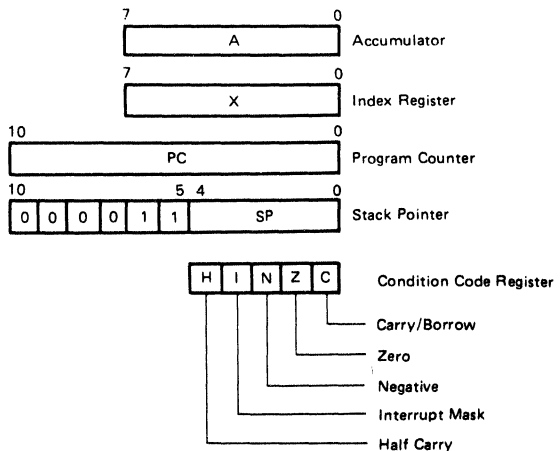 7 0
A Accumulator
7 0
X Index Register
10 0
PC Program Counter
10 5 4 0
0 0 0 0 1 1 SP Stack Pointer
H I N Z C Condition Code Register
Carry/Borrow
Zero
Negative
Interrupt Mask
Half Carry